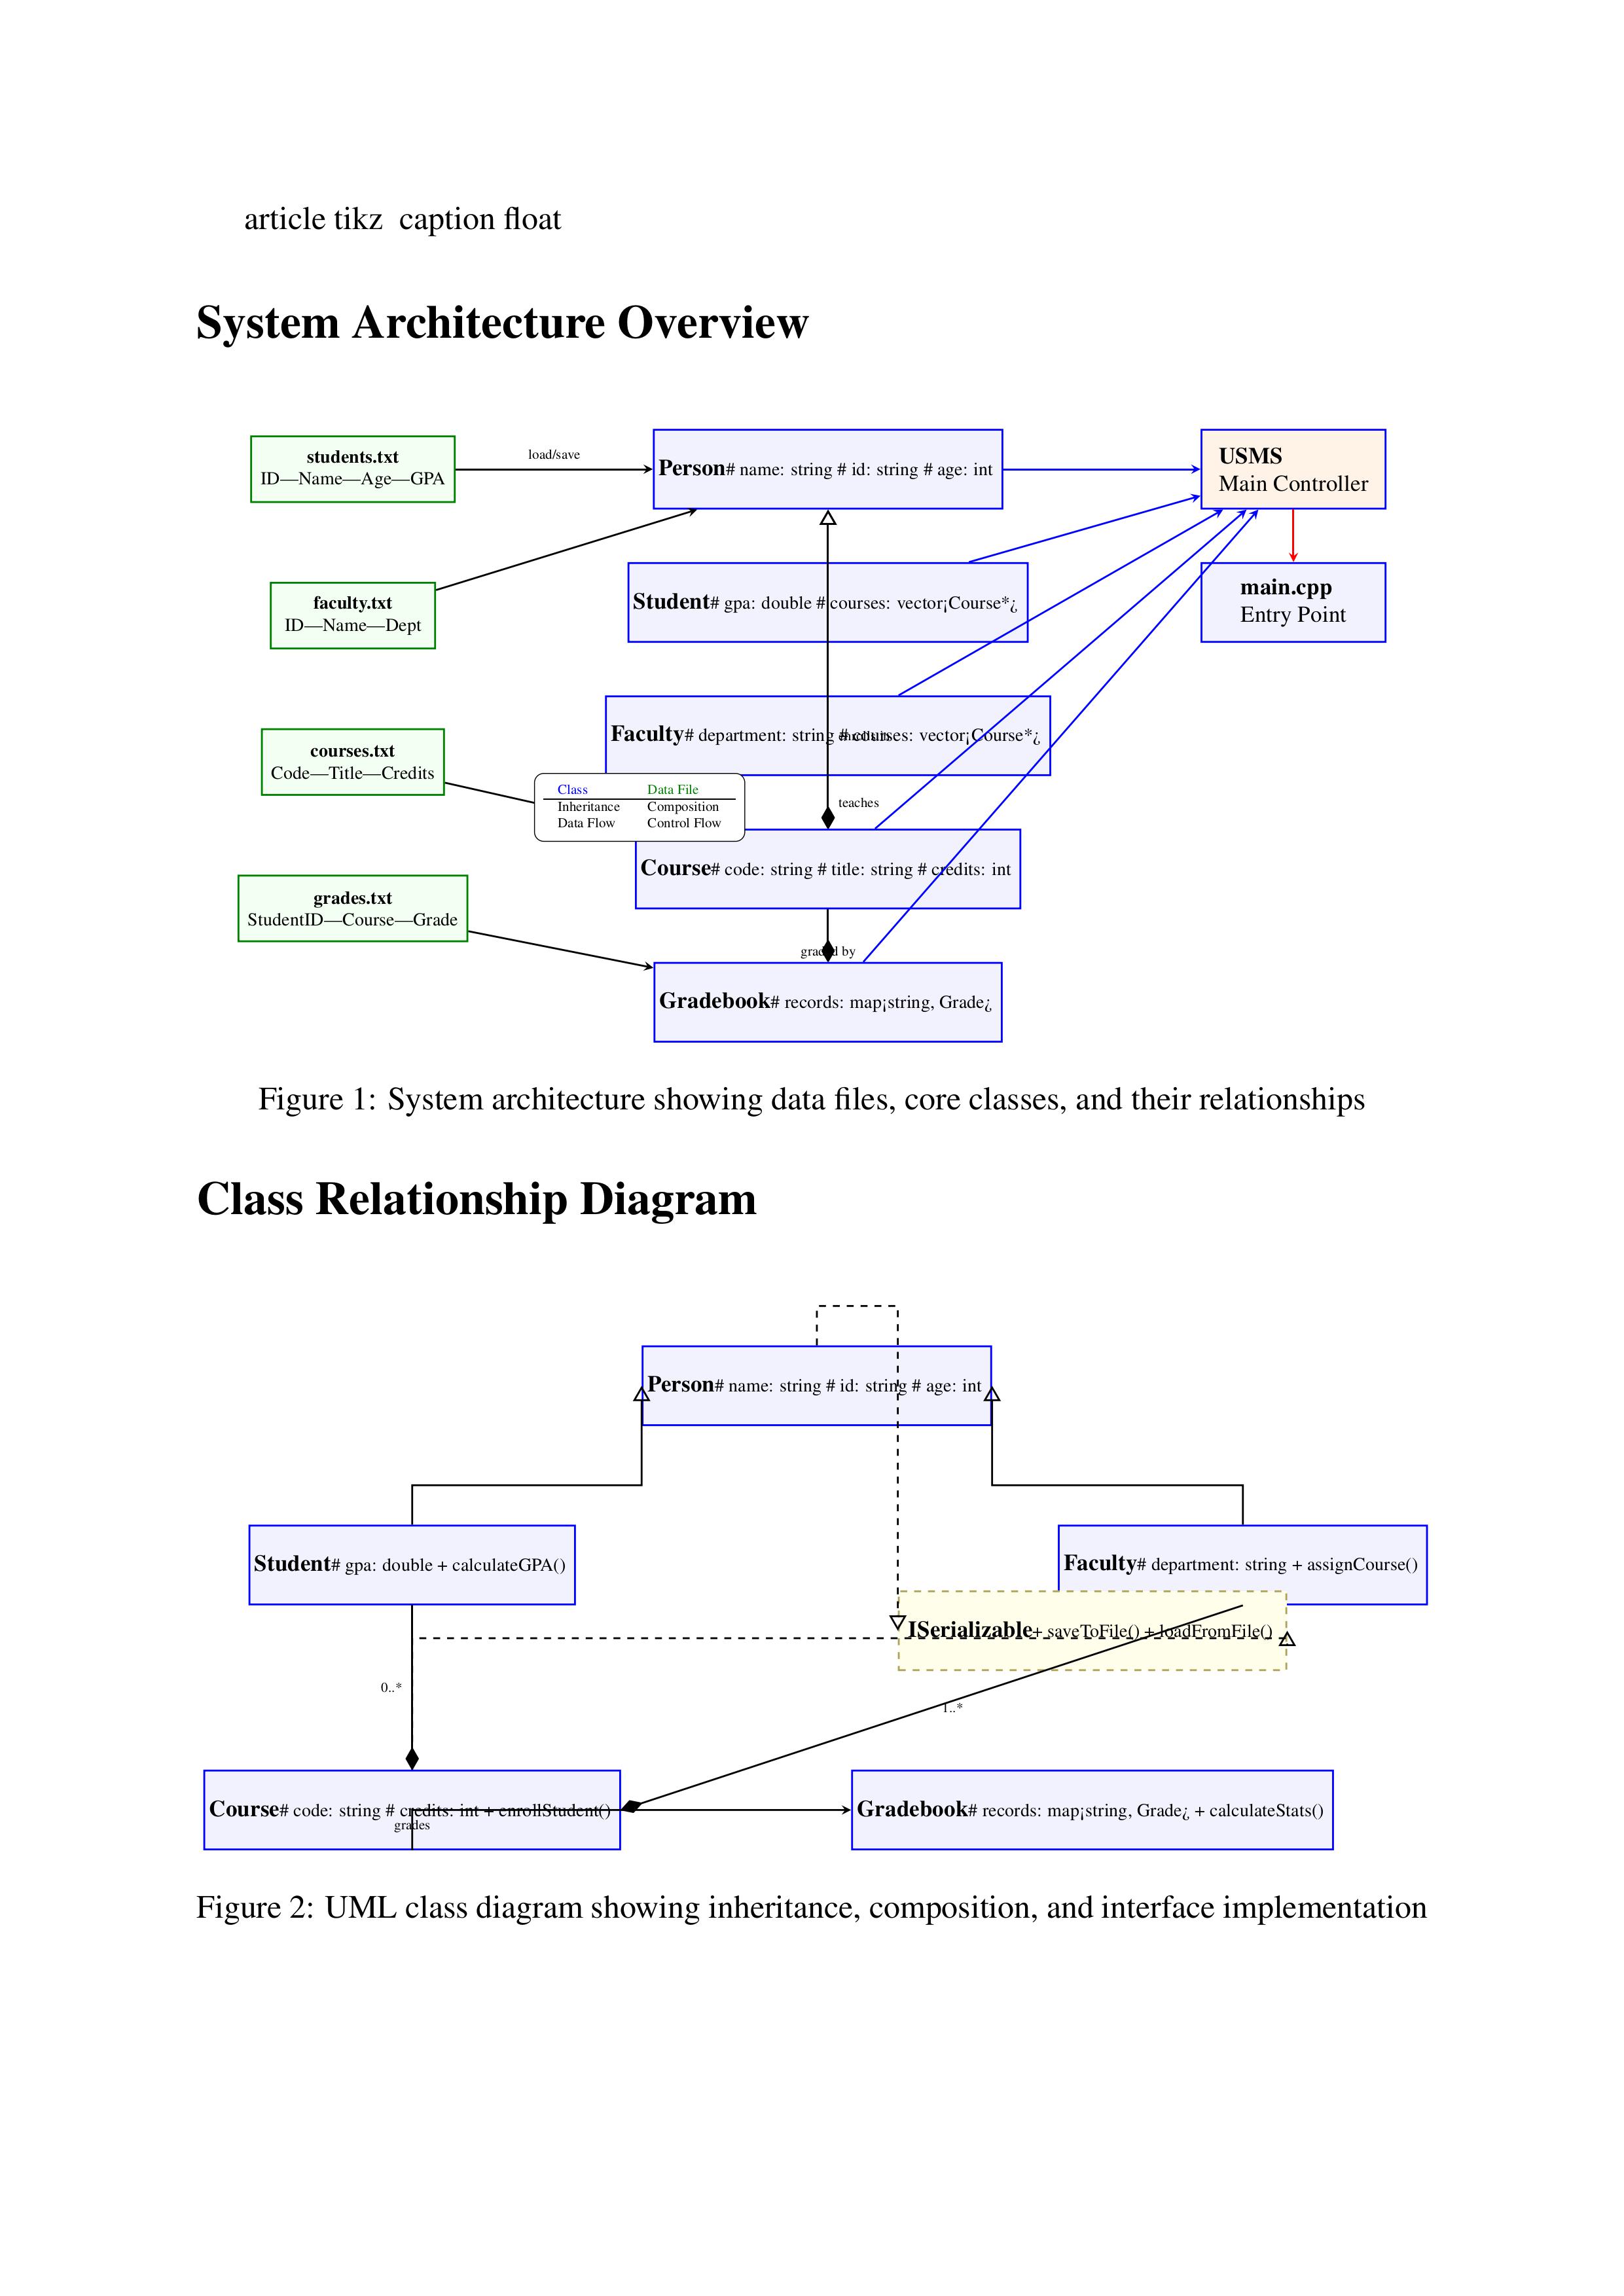 article tikz caption float
System Architecture Overview
students.txt
ID—Name—Age—GPA
load/save
Person# name: string # id: string # age: int
USMS
Main Controller
faculty.txt
ID—Name—Dept
Student# gpa: double # courses: vector¡Course*¿
main.cpp
Entry Point
courses.txt
Code—Title—Credits
Faculty# department: string # courses: vector¡Course*¿
Class Data File
Inheritance Composition
Data Flow Control Flow
teaches
Course# code: string # title: string # credits: int
grades.txt
StudentID—Course—Grade
graded by
Gradebook# records: map¡string, Grade¿
Figure 1: System architecture showing data files, core classes, and their relationships
Class Relationship Diagram
Person# name: string # id: string # age: int
Student# gpa: double + calculateGPA()
Faculty# department: string + assignCourse()
ISerializable+ saveToFile() + loadFromFile()
0..*
1..*
Course# code: string # credits: int + enrollStudent()
grades
Gradebook# records: map¡string, Grade¿ + calculateStats()
Figure 2: UML class diagram showing inheritance, composition, and interface implementation